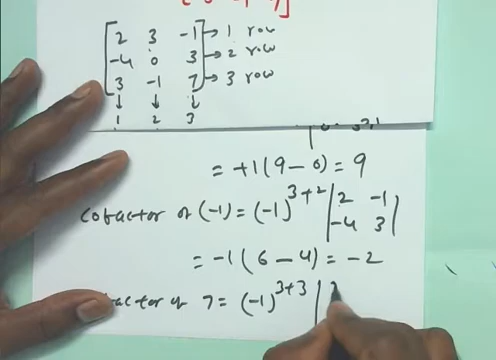 2 3 -1 → 1 row
-4 0 3 → 2 row
3 -1 7 → 3 row
↓ ↓ ↓
1 2 3
= +1(9-0) = 9
Cofactor of (-1) = (-1)^3+2 |2 -1|
|-4 3|
= -1(6-4) = -2
actor of 7 = (-1)^3+3 |